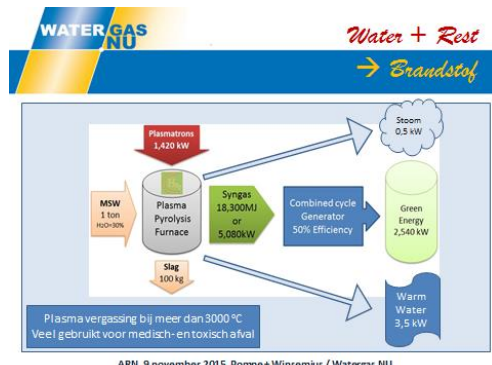 WATERGAS
NU
Water + Rest
→ Brandstof
Plasmatrons
1,420 kW
Stoom
0,5 kW
MSW
1 ton
H₂O=30%
Plasma
Pyrolysis
Furnace
Syngas
18,300MJ
or
5,080kW
Combined cycle
Generator
50% Efficiency
Green
Energy
2,540 kW
Slag
100 kg
Warm
Water
3,5 kW
Plasma vergassing bij meer dan 3000 °C
Veel gebruikt voor medisch- en toxisch afval
ARN 9 november 2015 Pompe + Winsemius / Watergas.NU